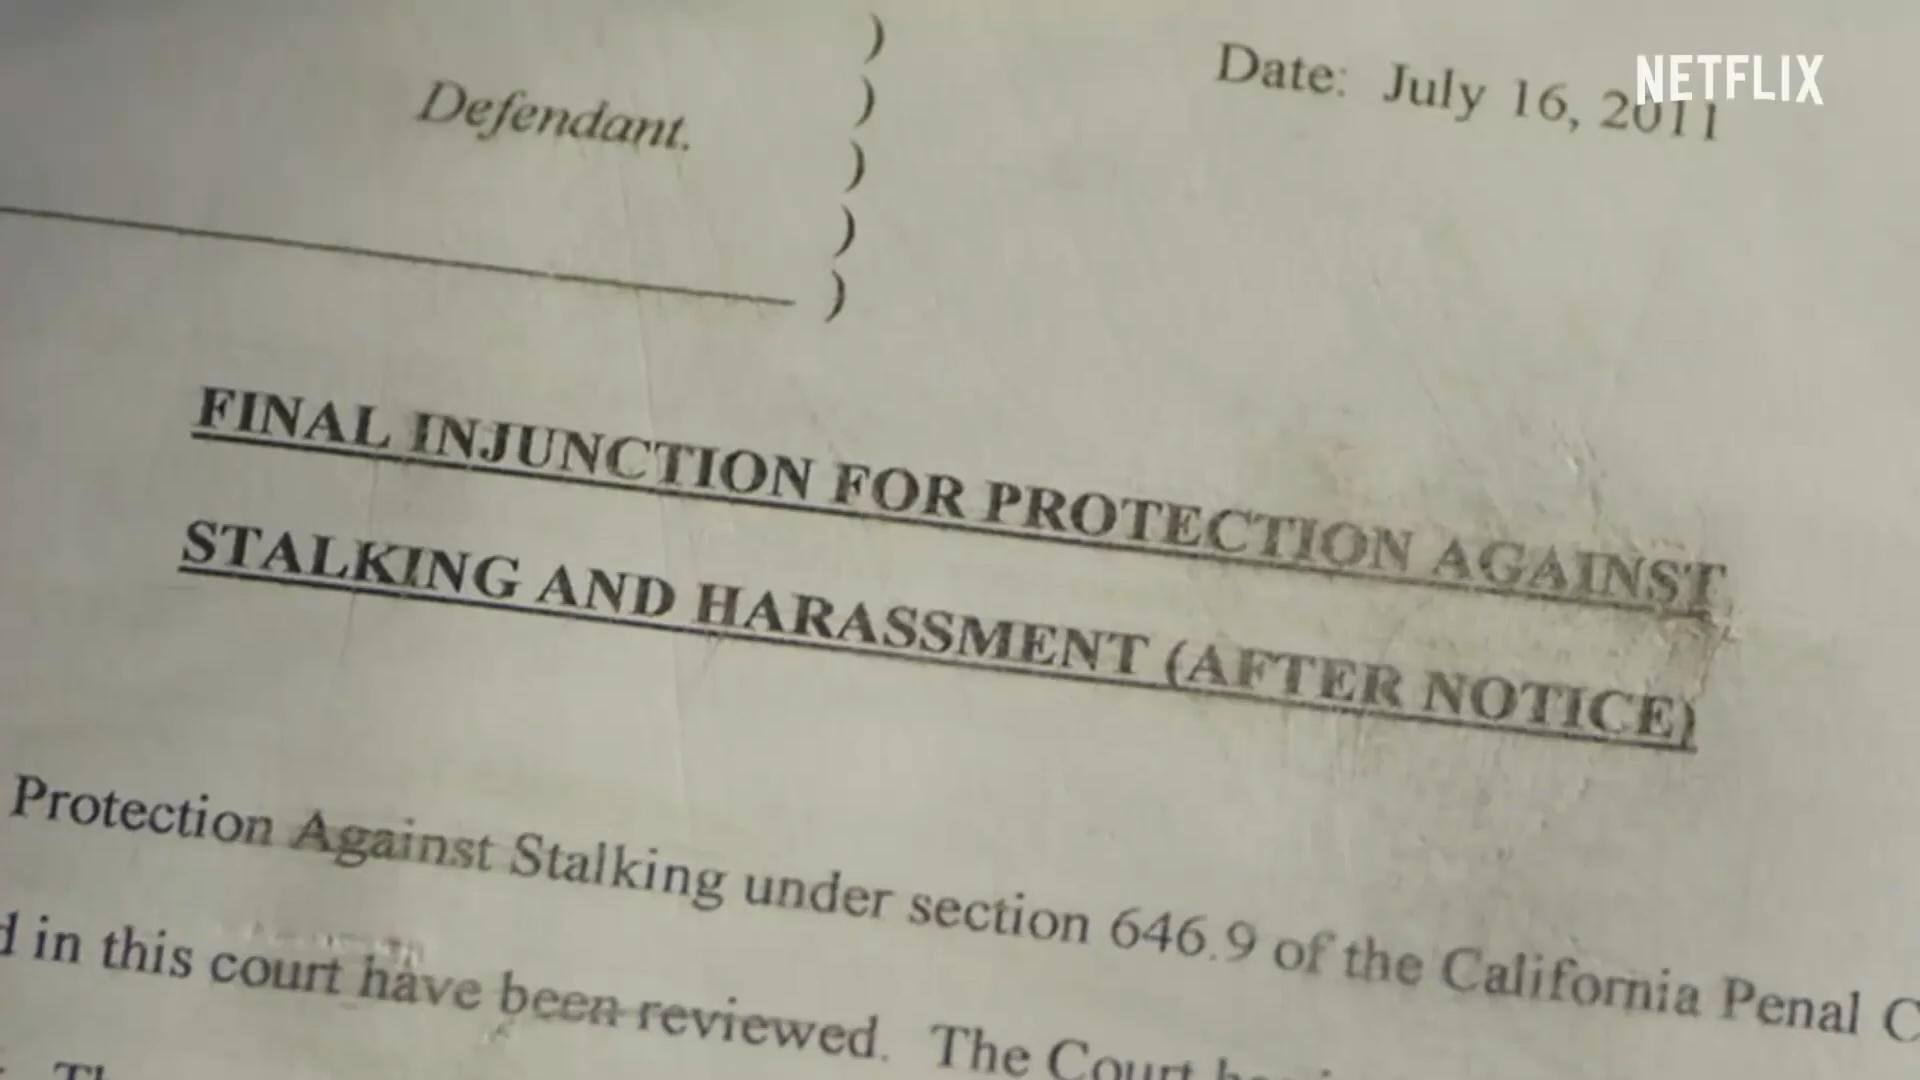 )
Date: July 16, 2011
NETFLIX
Defendant. )
)
)
)
FINAL INJUNCTION FOR PROTECTION AGAINST
STALKING AND HARASSMENT (AFTER NOTICE)
Protection Against Stalking under section 646.9 of the California Penal C
d in this court have been reviewed. The Court